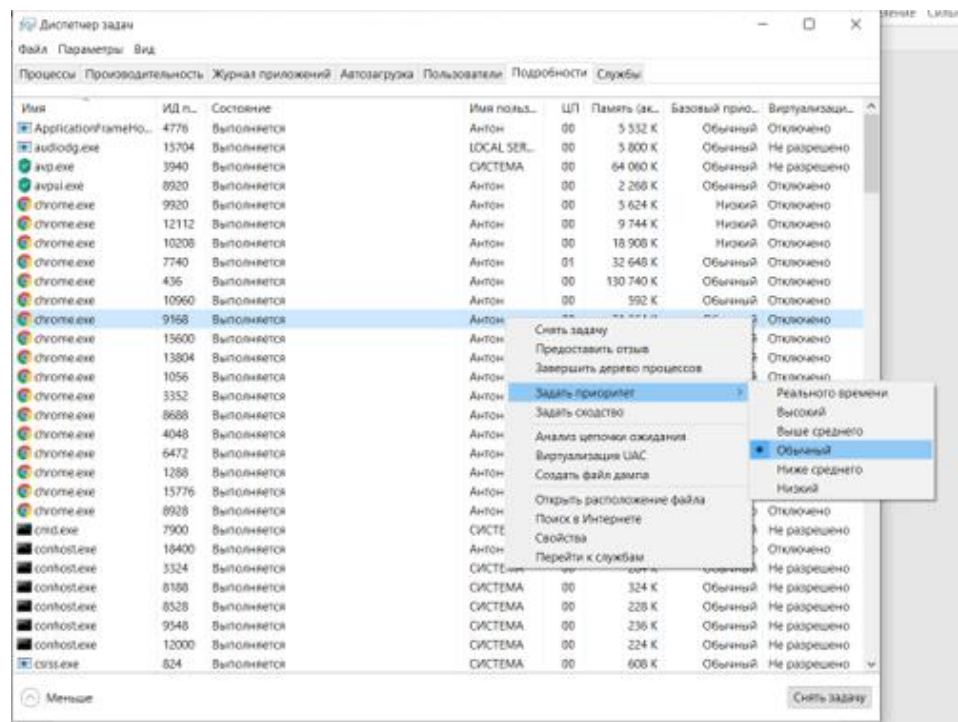 Диспетчер задач
Файл Параметры Вид
Процессы Производительность Журнал приложений Автозагрузка Пользователи Подробности Службы
Имя ИД п... Состояние Имя польз... ЦП Память (ак... Базовый прио... Виртуализаци...
ApplicationFrameHo... 4776 Выполняется Антон 00 5 532 K Обычный Отключено
audiodg.exe 15704 Выполняется LOCAL SER... 00 5 800 K Обычный Не разрешено
avp.exe 3940 Выполняется СИСТЕМА 00 64 060 K Обычный Не разрешено
avpui.exe 8920 Выполняется Антон 00 2 268 K Обычный Отключено
chrome.exe 9920 Выполняется Антон 00 5 624 K Низкий Отключено
chrome.exe 12112 Выполняется Антон 00 9 744 K Низкий Отключено
chrome.exe 10208 Выполняется Антон 00 18 908 K Низкий Отключено
chrome.exe 7740 Выполняется Антон 01 32 648 K Обычный Отключено
chrome.exe 436 Выполняется Антон 00 130 740 K Обычный Отключено
chrome.exe 10960 Выполняется Антон 00 592 K Обычный Отключено
chrome.exe 9168 Выполняется Антон Отключено
chrome.exe 15600 Выполняется Антон Отключено
chrome.exe 13804 Выполняется Антон Отключено
chrome.exe 1056 Выполняется Антон Отключено
chrome.exe 3352 Выполняется Антон
chrome.exe 8688 Выполняется Антон
chrome.exe 4048 Выполняется Антон
chrome.exe 6472 Выполняется Антон
chrome.exe 1288 Выполняется Антон
chrome.exe 15776 Выполняется Антон
chrome.exe 8928 Выполняется Антон Отключено
cmd.exe 7900 Выполняется СИСТЕ Не разрешено
conhost.exe 18400 Выполняется Антон Отключено
conhost.exe 3324 Выполняется Не разрешено
conhost.exe 8188 Выполняется СИСТЕМА 00 324 K Обычный Не разрешено
conhost.exe 8528 Выполняется СИСТЕМА 00 228 K Обычный Не разрешено
conhost.exe 9548 Выполняется СИСТЕМА 00 236 K Обычный Не разрешено
conhost.exe 12000 Выполняется СИСТЕМА 00 224 K Обычный Не разрешено
csrss.exe 824 Выполняется СИСТЕМА 00 608 K Обычный Не разрешено
Снять задачу
Предоставить отзыв
Завершить дерево процессов
Задать приоритет
Задать сходство
Анализ цепочки ожидания
Виртуализация UAC
Создать файл дампа
Открыть расположение файла
Поиск в Интернете
Свойства
Перейти к службам
Реального времени
Высокий
Выше среднего
Обычный
Ниже среднего
Низкий
Меньше
Снять задачу